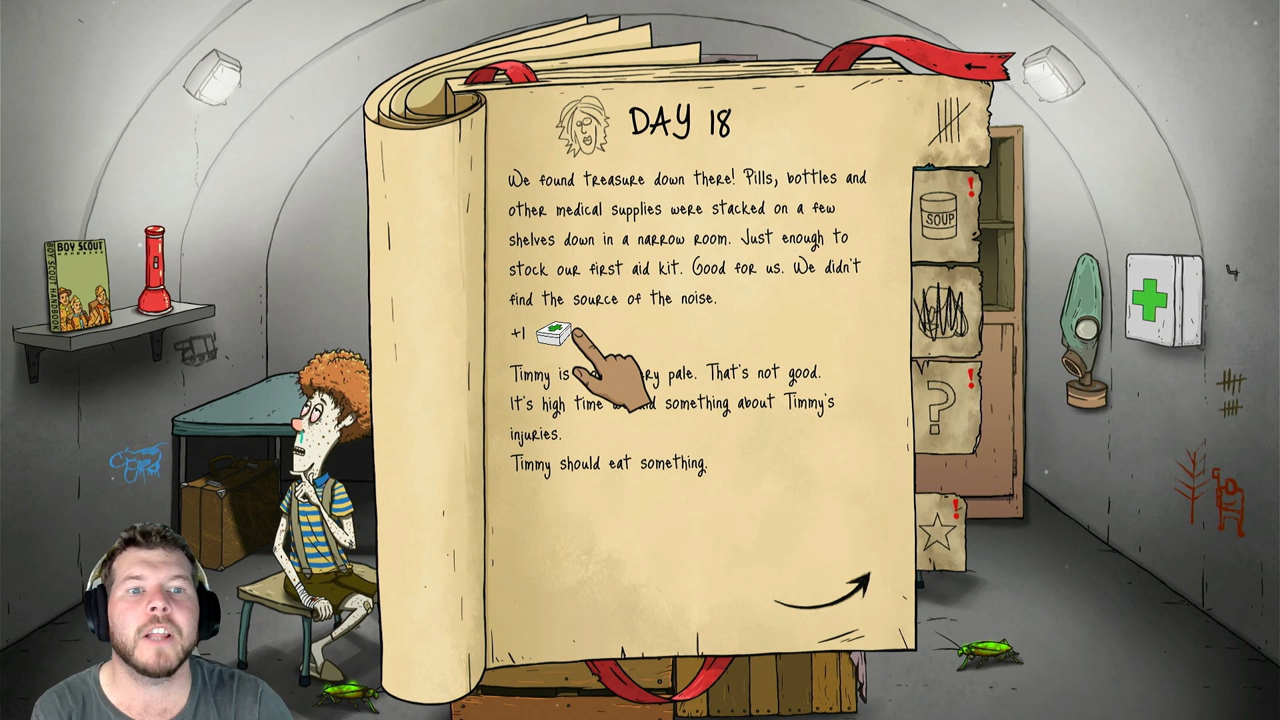 DAY 18
We found treasure down there! Pills, bottles and
other medical supplies were stacked on a few
shelves down in a narrow room. Just enough to
stock our first aid kit. Good for us. We didn't
find the source of the noise.
+1
Timmy is pale. That's not good.
It's high time something about Timmy's
injuries.
Timmy should eat something.
SOUP
BOY SCOUT
HANDBOOK
BOY SCOUT HANDBOOK